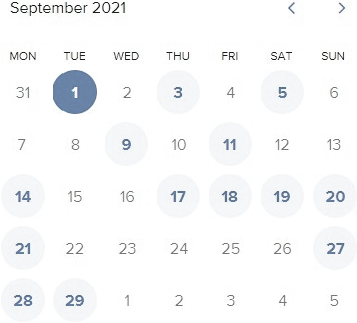 September 2021
MON TUE WED THU FRI SAT SUN
31 1 2 3 4 5 6
7 8 9 10 11 12 13
14 15 16 17 18 19 20
21 22 23 24 25 26 27
28 29 1 2 3 4 5